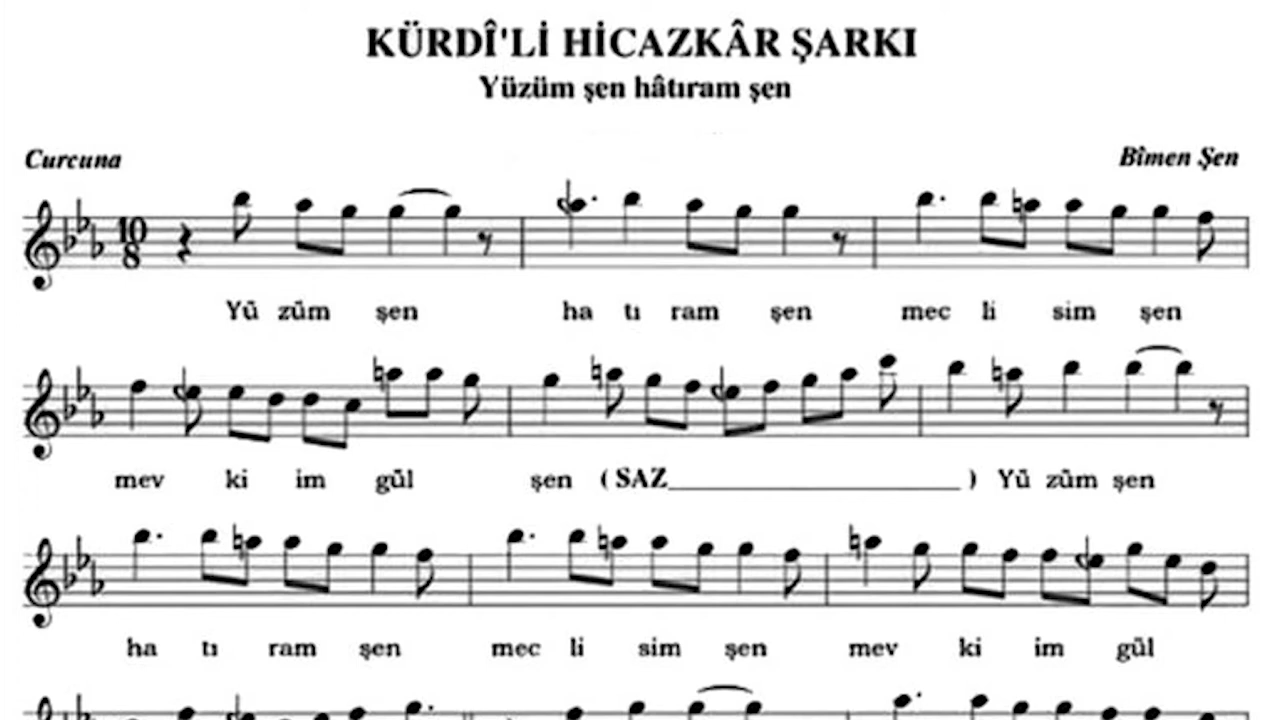 KÜRDÎ'Lİ HİCAZKÂR ŞARKI
Yüzüm şen hâtıram şen
Curcuna
Bîmen Şen
10
8
Yü züm şen ha tı ram şen mec li sim şen
mev ki im gül şen ( SAZ ) Yü züm şen
ha tı ram şen mec li sim şen mev ki im gül